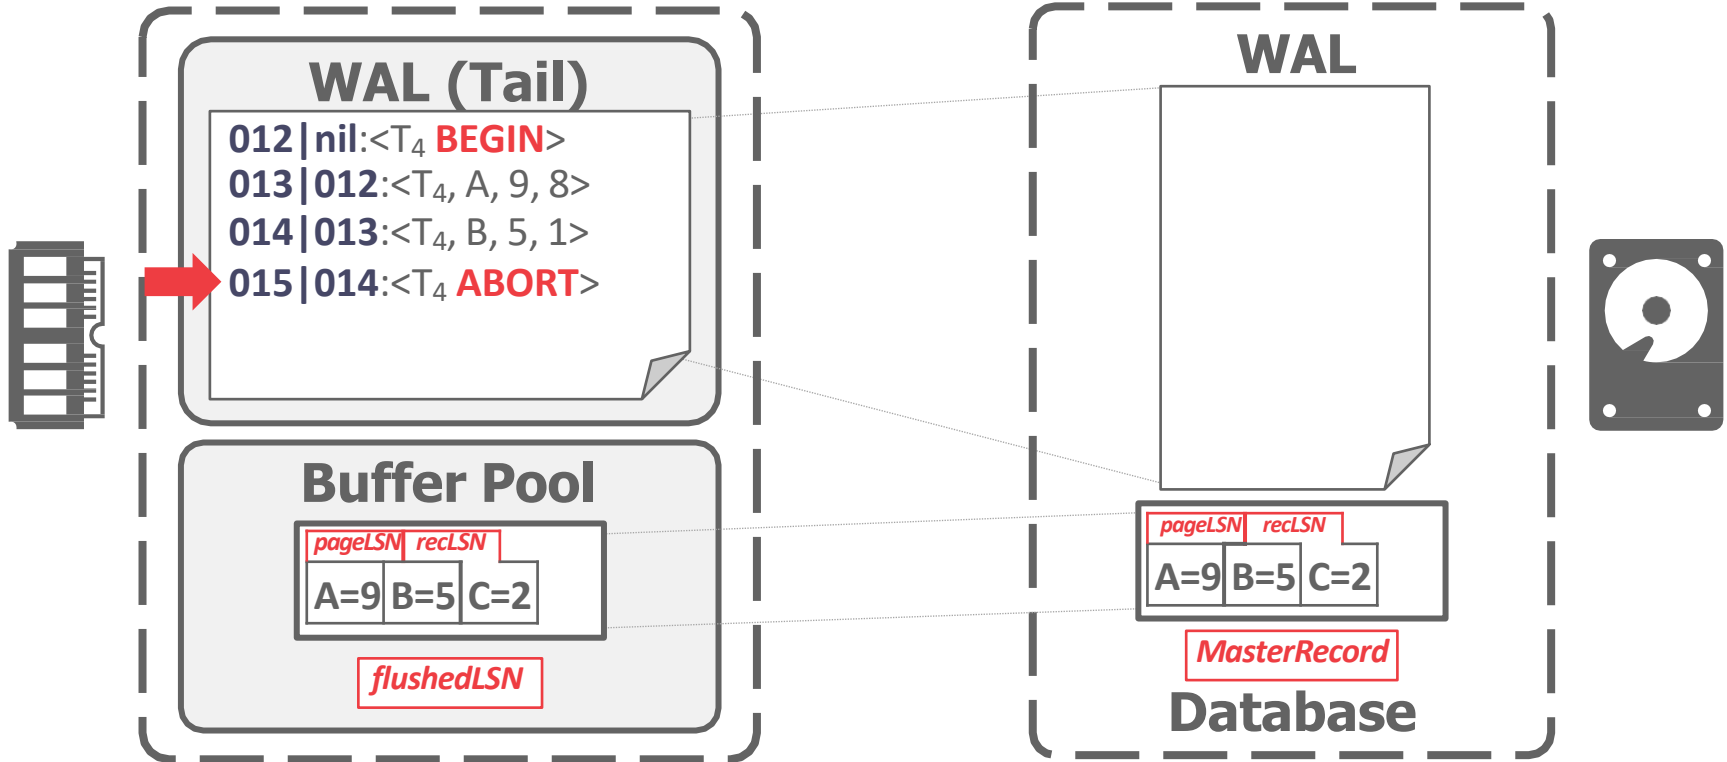 WAL (Tail)
012|nil:<T₄ BEGIN>
013|012:<T₄, A, 9, 8>
014|013:<T₄, B, 5, 1>
015|014:<T₄ ABORT>
Buffer Pool
pageLSN recLSN
A=9 B=5 C=2
flushedLSN
WAL
pageLSN recLSN
A=9 B=5 C=2
MasterRecord
Database